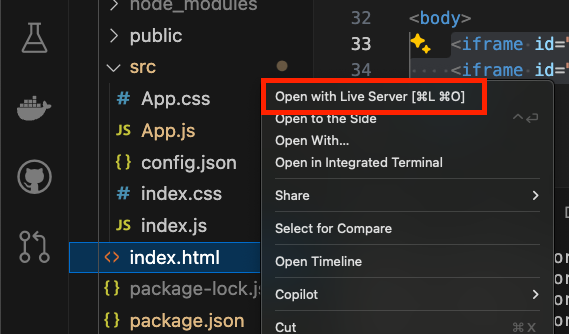 node_modules
public
src
App.css
JS App.js
{} config.json
# index.css
JS index.js
<> index.html
{} package-lock.js
{} package.json
32 <body>
33 <iframe id="
34 <iframe id="
Open with Live Server [⌘L ⌘O]
Open to the Side ^⏎
Open With...
Open in Integrated Terminal
Share
Select for Compare
Open Timeline
Copilot
Cut ⌘X